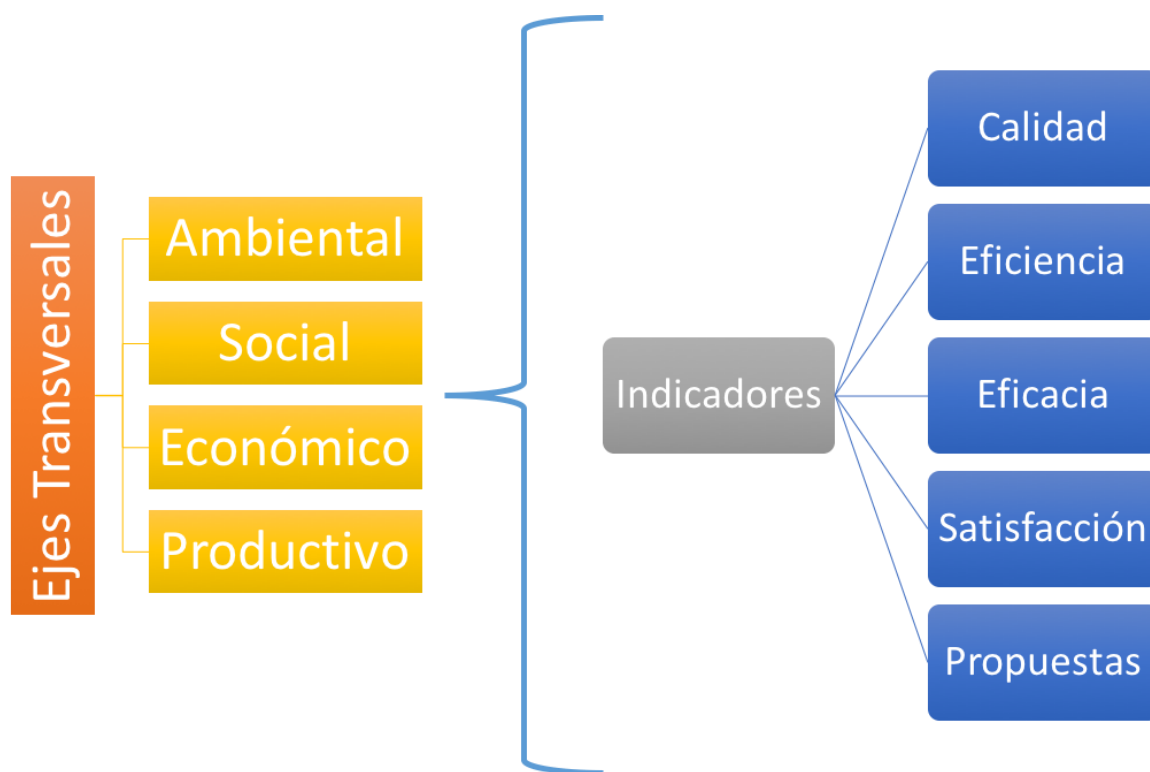 Ejes Transversales
Ambiental
Social
Económico
Productivo
Indicadores
Calidad
Eficiencia
Eficacia
Satisfacción
Propuestas